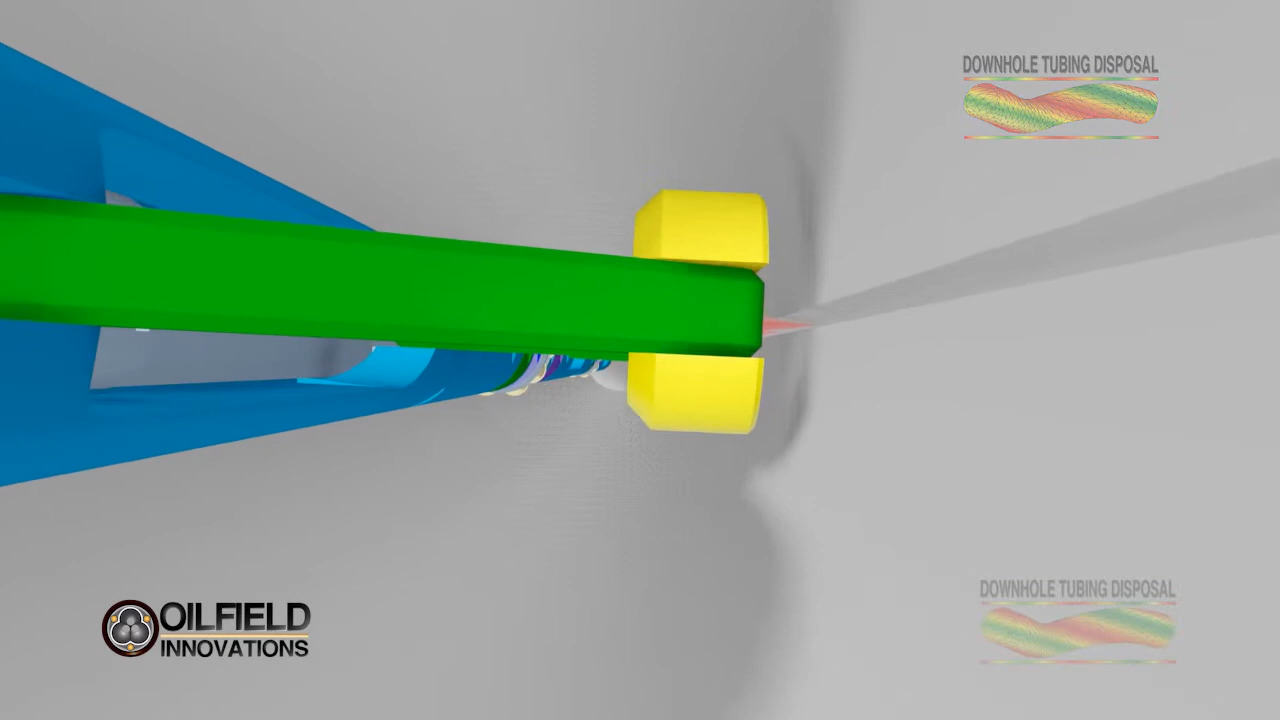 DOWNHOLE TUBING DISPOSAL
DOWNHOLE TUBING DISPOSAL
OILFIELD
INNOVATIONS